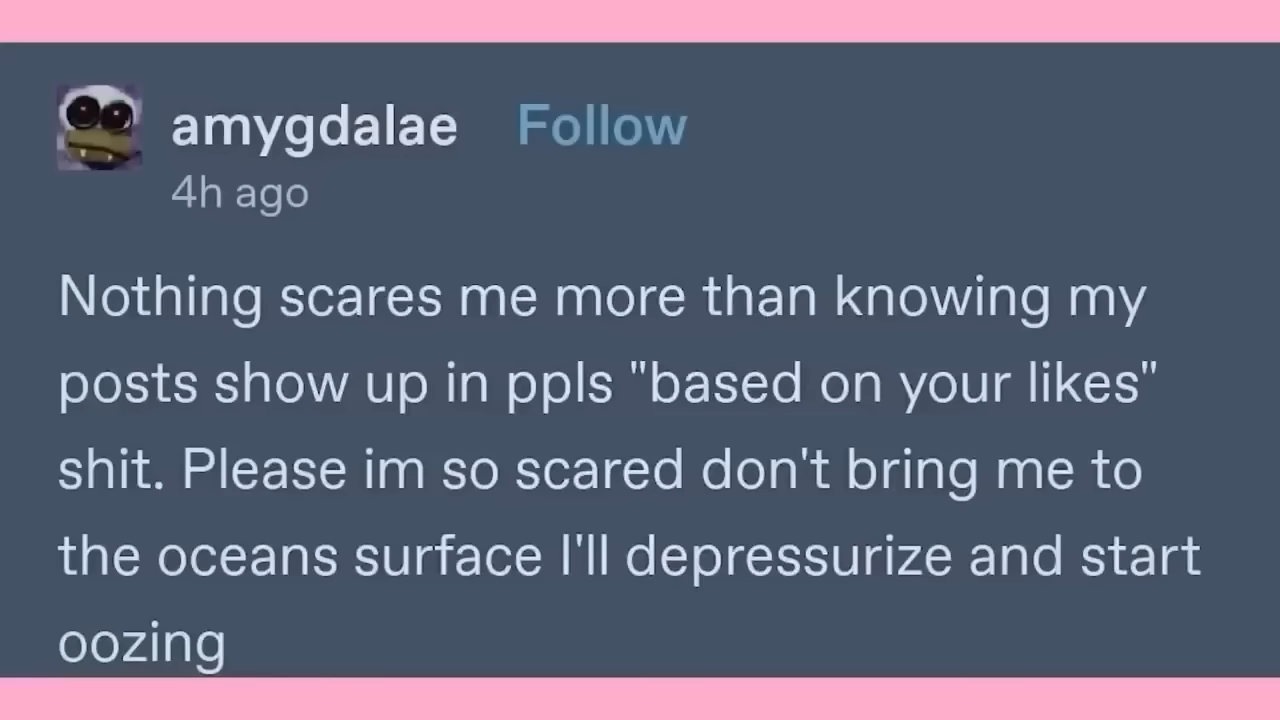 amygdalae Follow
4h ago
Nothing scares me more than knowing my
posts show up in ppls "based on your likes"
shit. Please im so scared don't bring me to
the oceans surface I'll depressurize and start
oozing